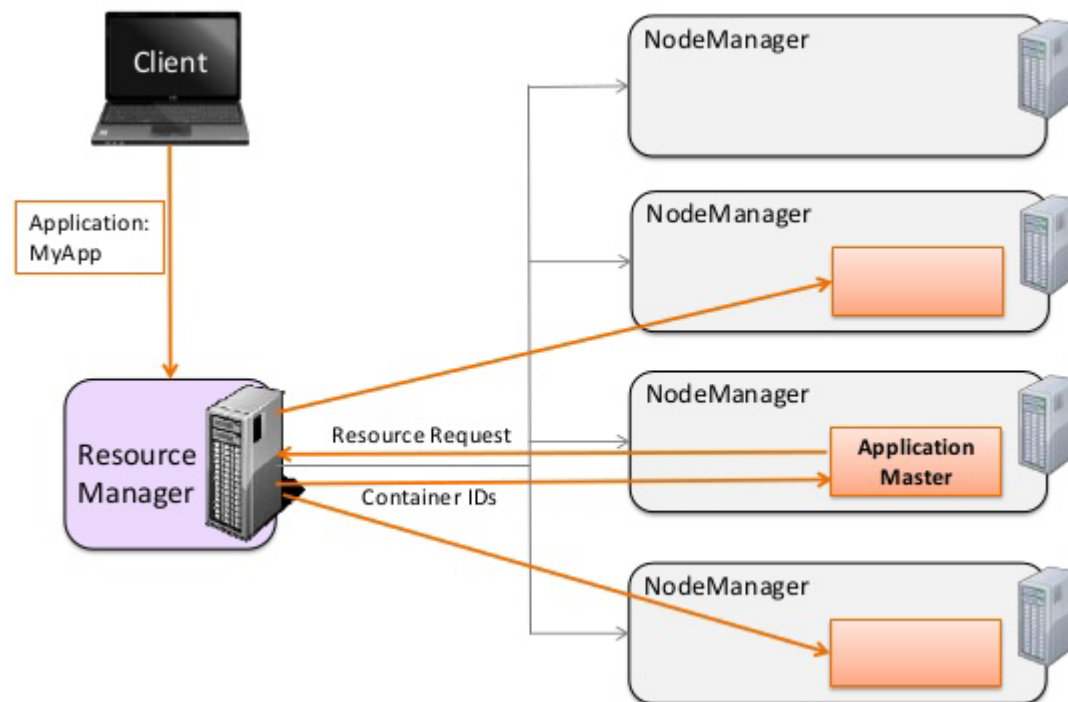 Client
NodeManager
Application:
MyApp
NodeManager
Resource
Manager
Resource Request
Container IDs
NodeManager
Application
Master
NodeManager